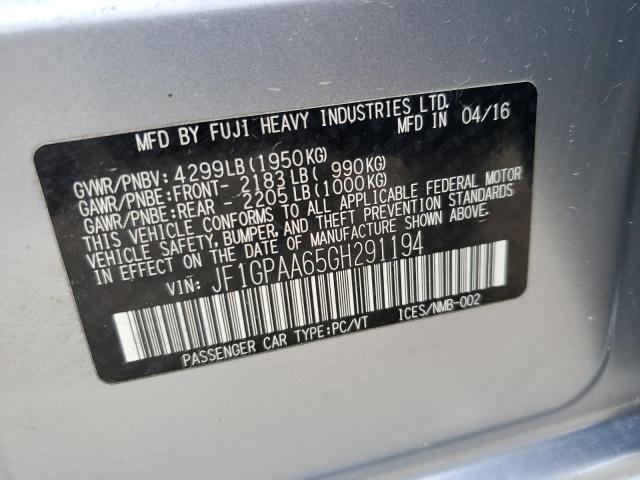 MFD BY FUJI HEAVY INDUSTRIES LTD.
MFD IN 04/16
GVWR/PNBV: 4299LB(1950KG)
GAWR/PNBE:FRONT- 2183LB( 990KG)
GAWR/PNBE:REAR - 2205LB(1000KG)
THIS VEHICLE CONFORMS TO ALL APPLICABLE FEDERAL MOTOR
VEHICLE SAFETY, BUMPER, AND THEFT PREVENTION STANDARDS
IN EFFECT ON THE DATE OF MANUFACTURE SHOWN ABOVE.
VIN: JF1GPAA65GH291194
PASSENGER CAR TYPE:PC/VT ICES/NMB-002